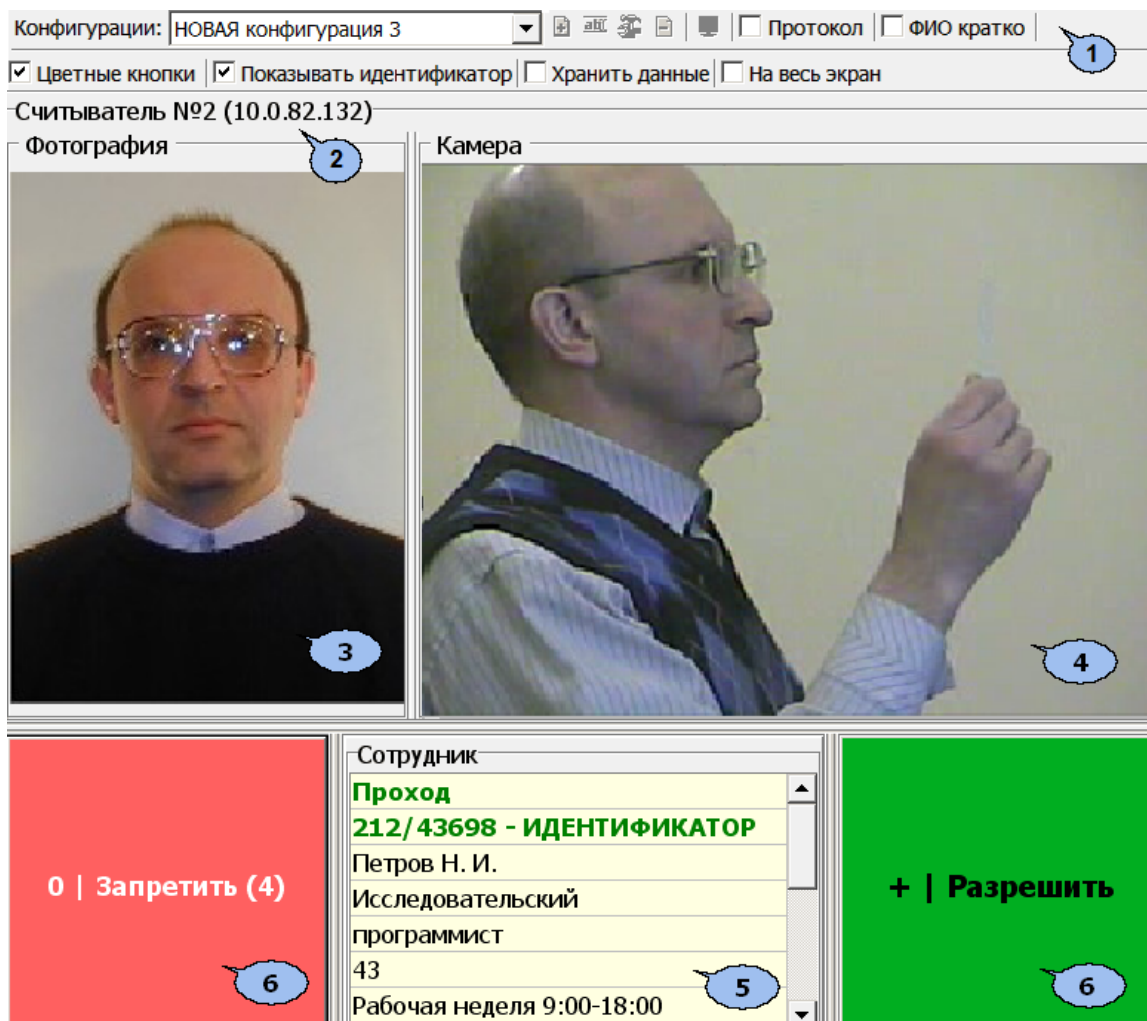 Конфигурации: НОВАЯ конфигурация 3 Протокол ФИО кратко
1
Цветные кнопки Показывать идентификатор Хранить данные На весь экран
Считыватель №2 (10.0.82.132)
2
Фотография
Камера
3
4
0 | Запретить (4)
6
Сотрудник
Проход
212/43698 - ИДЕНТИФИКАТОР
Петров Н. И.
Исследовательский
программист
43
Рабочая неделя 9:00-18:00
5
+ | Разрешить
6